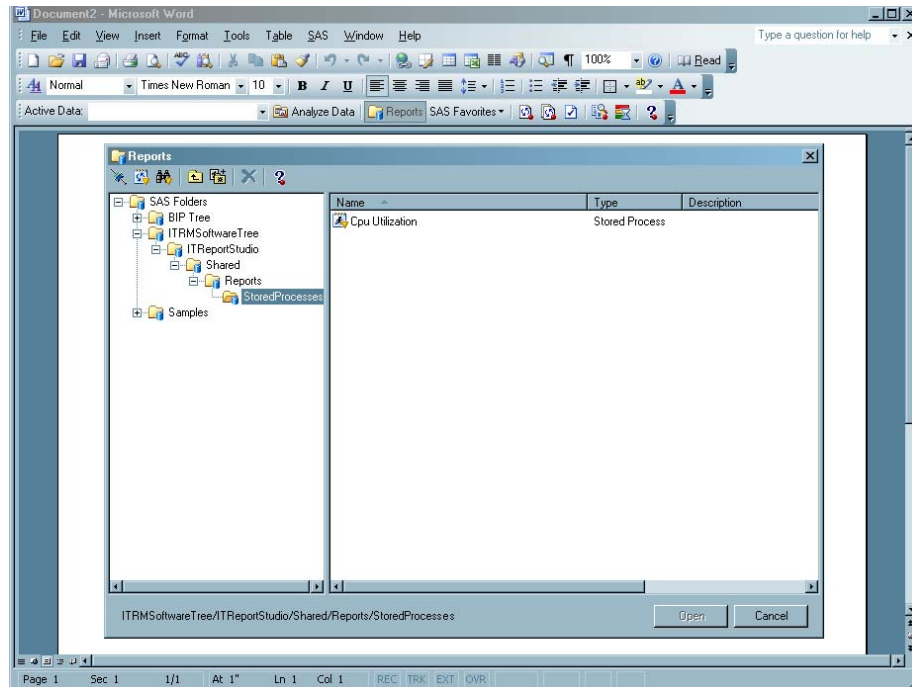 Document2 - Microsoft Word
File Edit View Insert Format Tools Table SAS Window Help Type a question for help
100% Read
Normal Times New Roman 10 B I U
Active Data: Analyze Data Reports SAS Favorites
Reports
SAS Folders
BIP Tree
ITRMSoftwareTree
ITReportStudio
Shared
Reports
StoredProcesses
Samples
Name Type Description
Cpu Utilization Stored Process
ITRMSoftwareTree/ITReportStudio/Shared/Reports/StoredProcesses Open Cancel
Page 1 Sec 1 1/1 At 1" Ln 1 Col 1 REC TRK EXT OVR